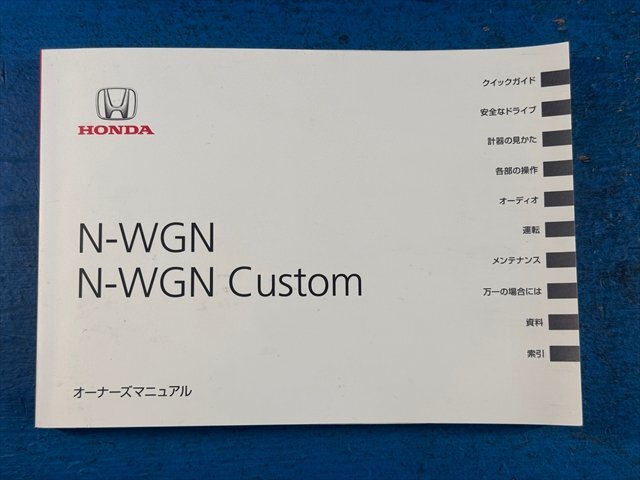 HONDA
N-WGN
N-WGN Custom
オーナーズマニュアル
クイックガイド
安全なドライブ
計器の見かた
各部の操作
オーディオ
運転
メンテナンス
万一の場合には
資料
索引